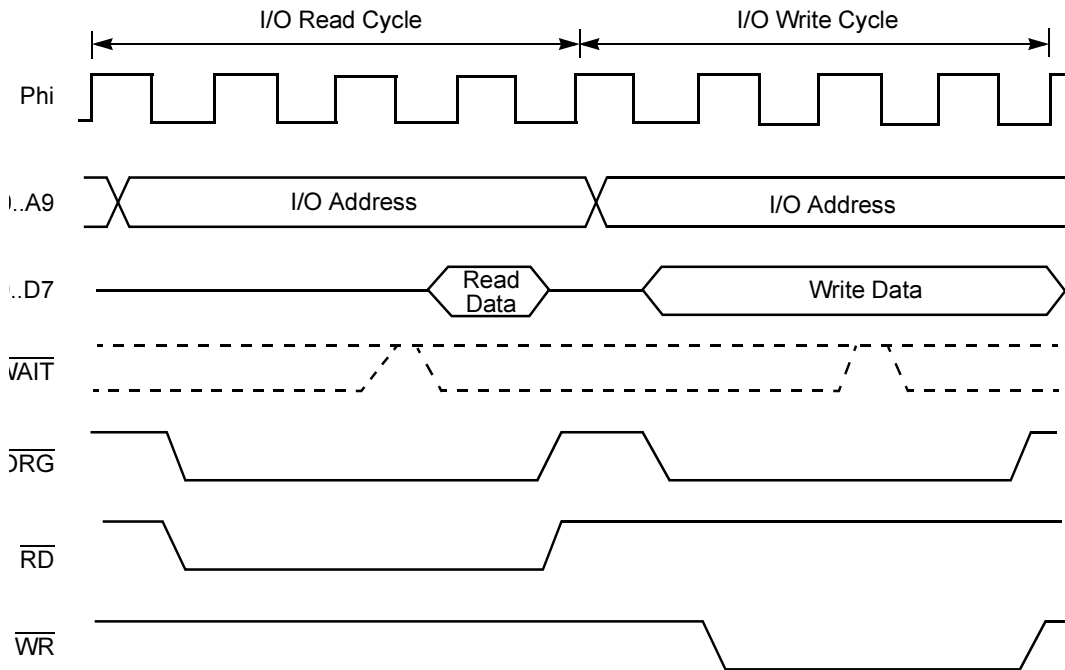 I/O Read Cycle I/O Write Cycle
Phi
..A9 I/O Address I/O Address
..D7 Read Data Write Data
RD
WR